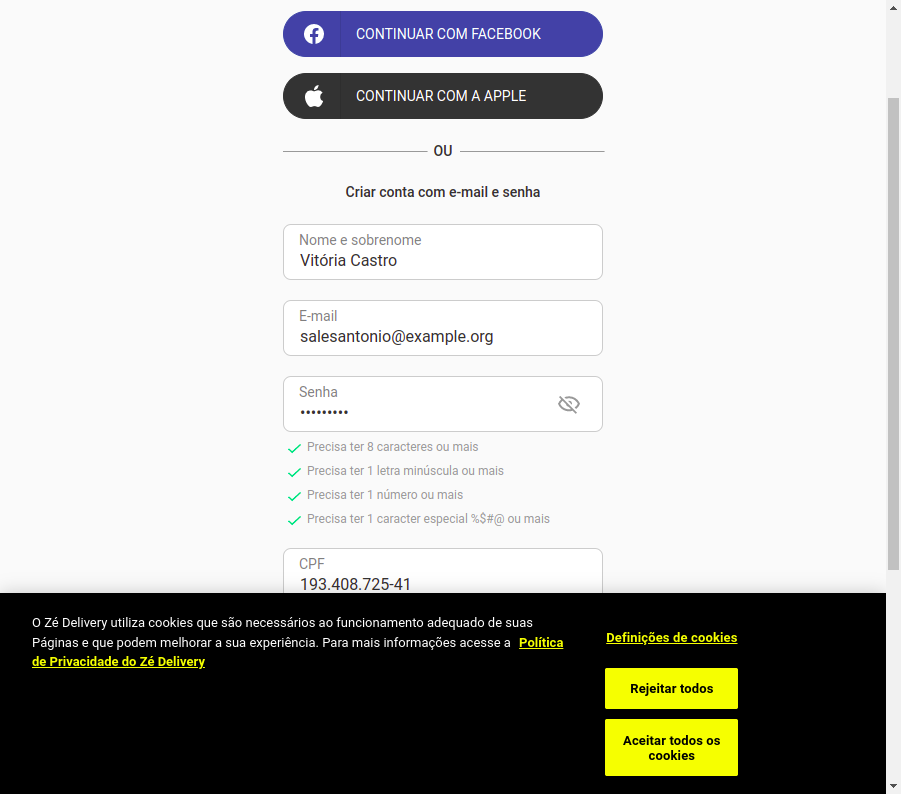 CONTINUAR COM FACEBOOK
CONTINUAR COM A APPLE
OU
Criar conta com e-mail e senha
Nome e sobrenome
Vitória Castro
E-mail
salesantonio@example.org
Senha
•••••••••
Precisa ter 8 caracteres ou mais
Precisa ter 1 letra minúscula ou mais
Precisa ter 1 número ou mais
Precisa ter 1 caracter especial %$#@ ou mais
CPF
193.408.725-41
O Zé Delivery utiliza cookies que são necessários ao funcionamento adequado de suas
Páginas e que podem melhorar a sua experiência. Para mais informações acesse a Política
de Privacidade do Zé Delivery
Definições de cookies
Rejeitar todos
Aceitar todos os
cookies